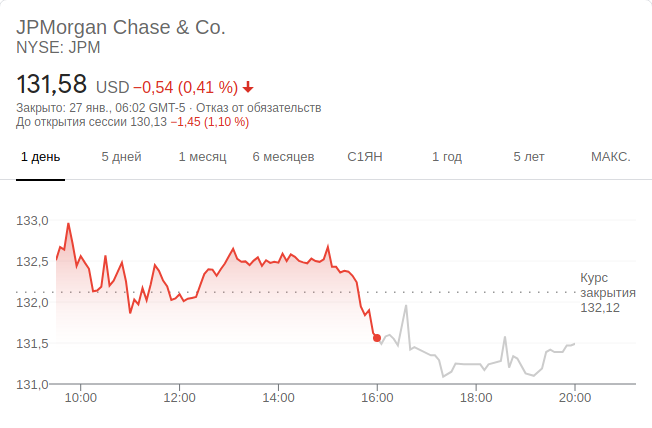 JPMorgan Chase & Co.
NYSE: JPM
131,58 USD −0,54 (0,41 %)
Закрыто: 27 янв., 06:02 GMT-5 · Отказ от обязательств
До открытия сессии 130,13 −1,45 (1,10 %)
1 день 5 дней 1 месяц 6 месяцев С1ЯН 1 год 5 лет МАКС.
133,0
132,5
Курс
закрытия
132,12
132,0
131,5
131,0
10:00 12:00 14:00 16:00 18:00 20:00